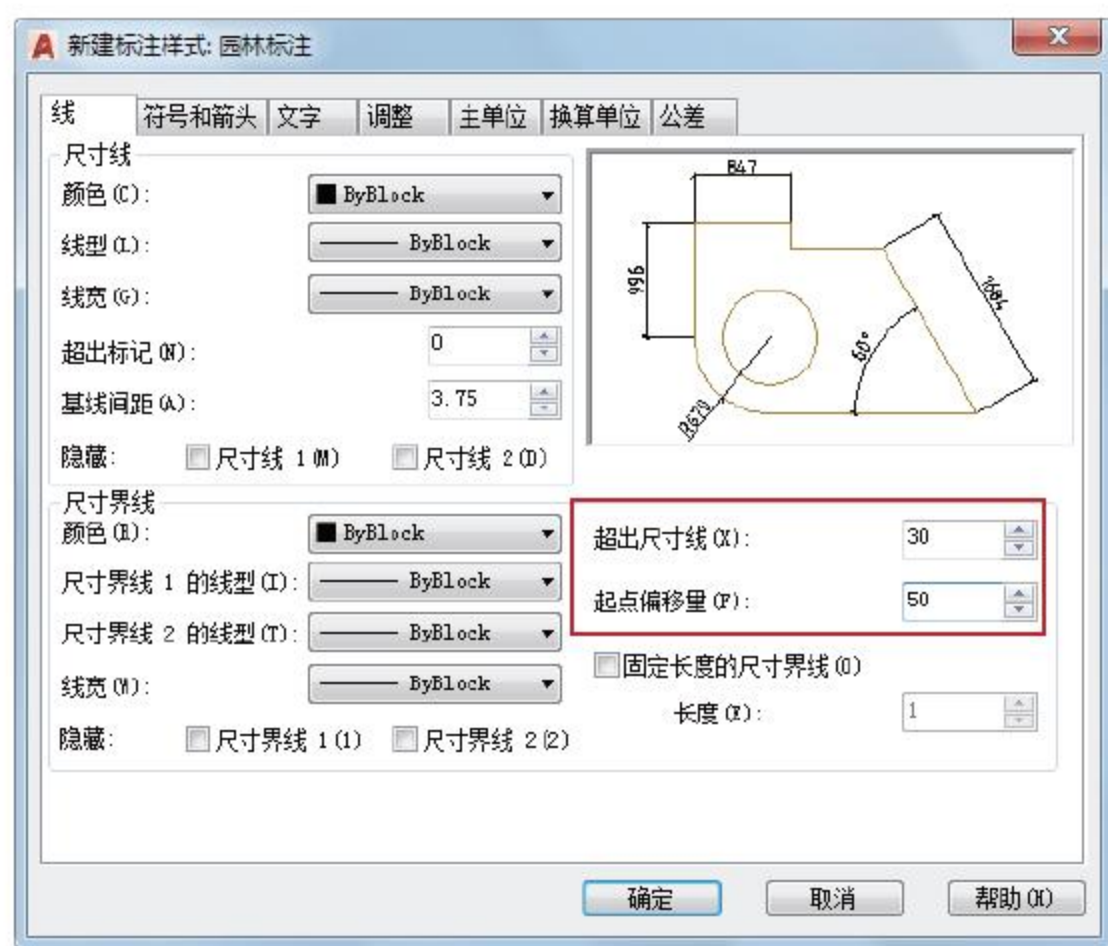 新建标注样式: 园林标注
线 符号和箭头 文字 调整 主单位 换算单位 公差
尺寸线
颜色(C): ByBlock
线型(L): ByBlock
线宽(G): ByBlock
超出标记(N): 0
基线间距(A): 3.75
隐藏: 尺寸线 1(M) 尺寸线 2(D)
847
996
1684
60°
R679
尺寸界线
颜色(R): ByBlock
尺寸界线 1 的线型(I): ByBlock
尺寸界线 2 的线型(T): ByBlock
线宽(W): ByBlock
隐藏: 尺寸界线 1(1) 尺寸界线 2(2)
超出尺寸线(X): 30
起点偏移量(F): 50
固定长度的尺寸界线(O)
长度(E): 1
确定 取消 帮助(H)